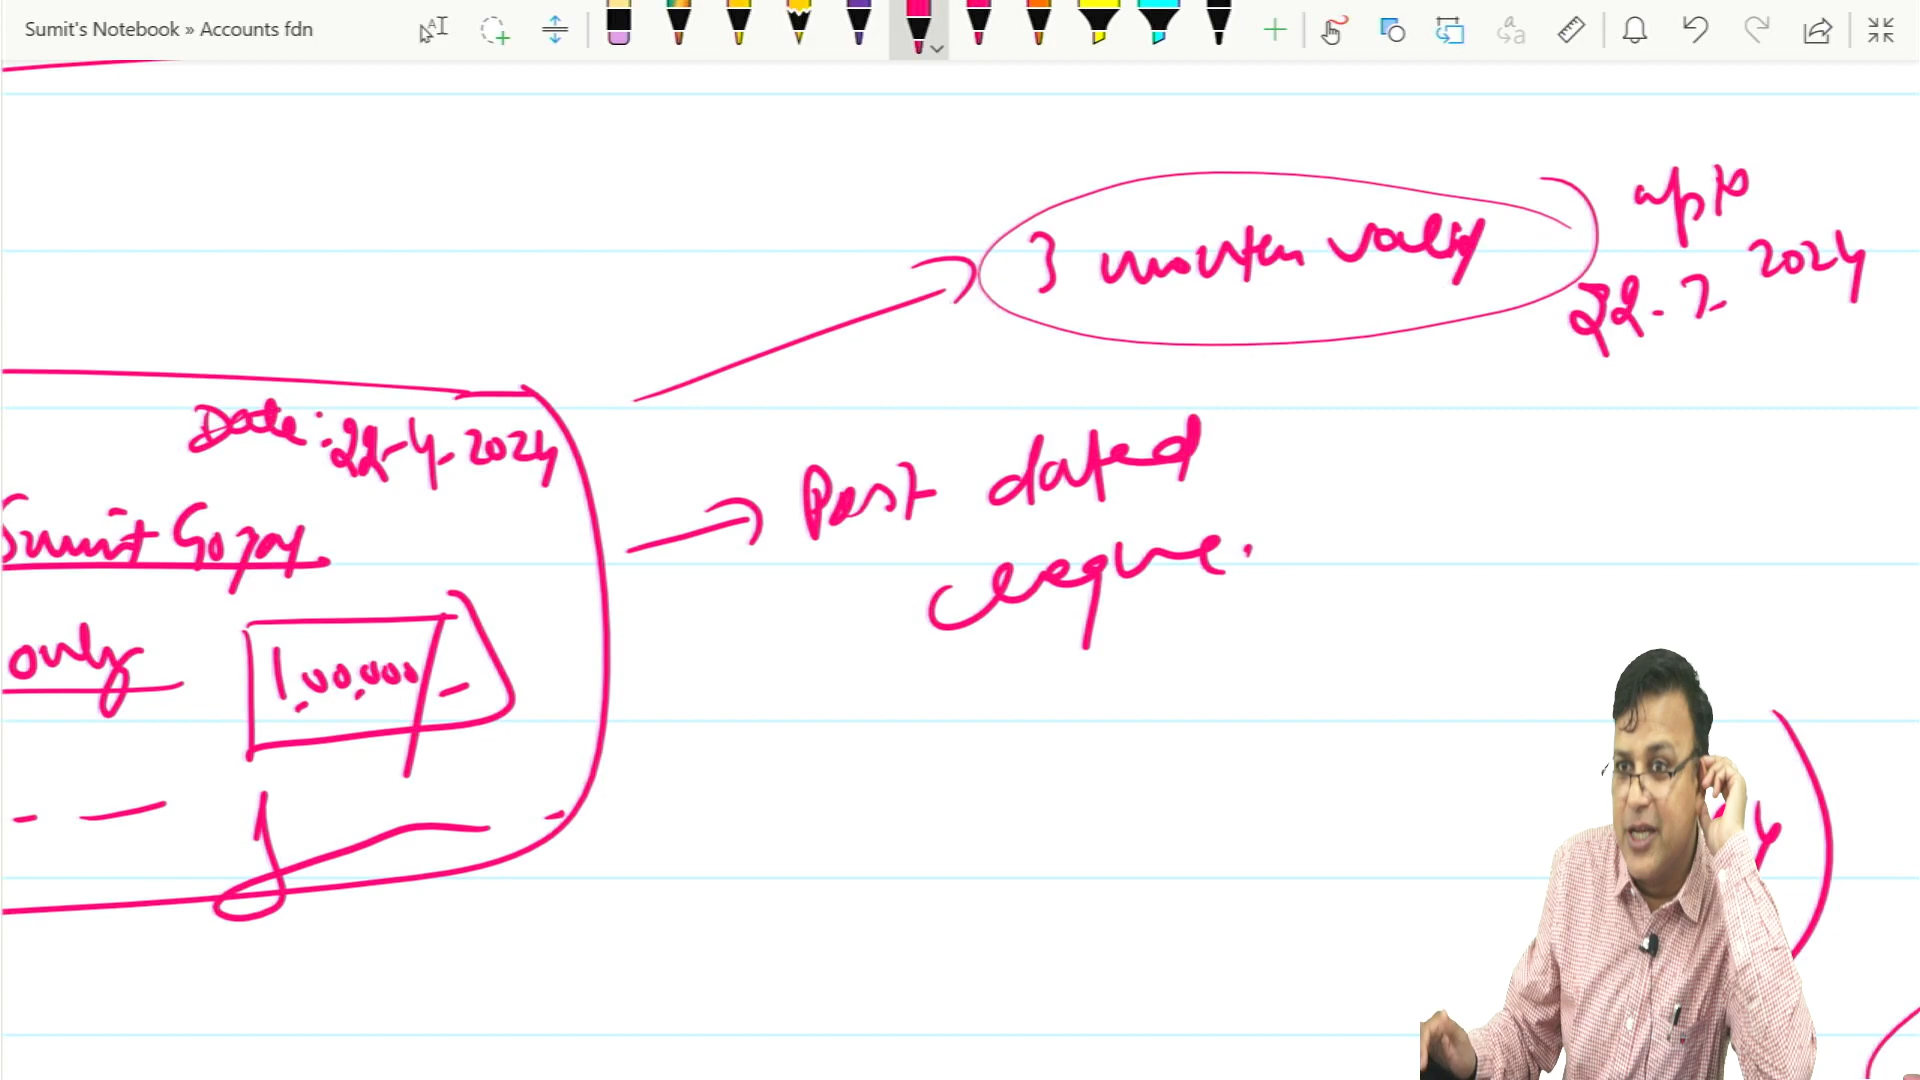 Sumit's Notebook » Accounts fdn
3 months valid
upto
22-7-2024
Date: 22-4-2024
Post dated
cheque.
Sumit Gopal
only
1,00,000/-